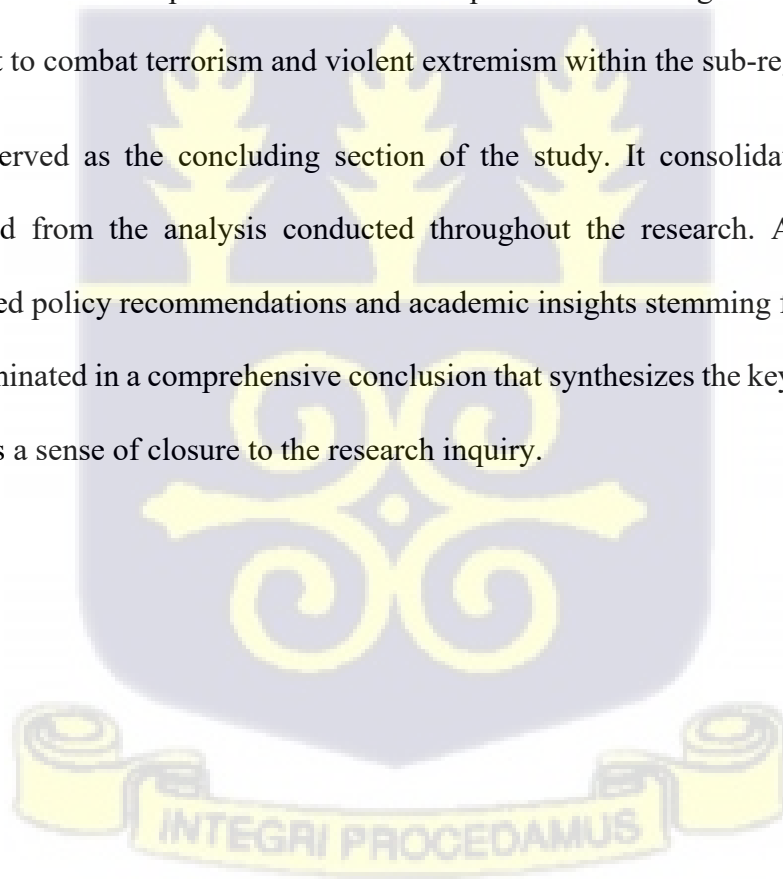 t to combat terrorism and violent extremism within the sub-re
erved as the concluding section of the study. It consolida
d from the analysis conducted throughout the research. A
ed policy recommendations and academic insights stemming
ninated in a comprehensive conclusion that synthesizes the key
s a sense of closure to the research inquiry.
INTEGRI PROCEDAMUS